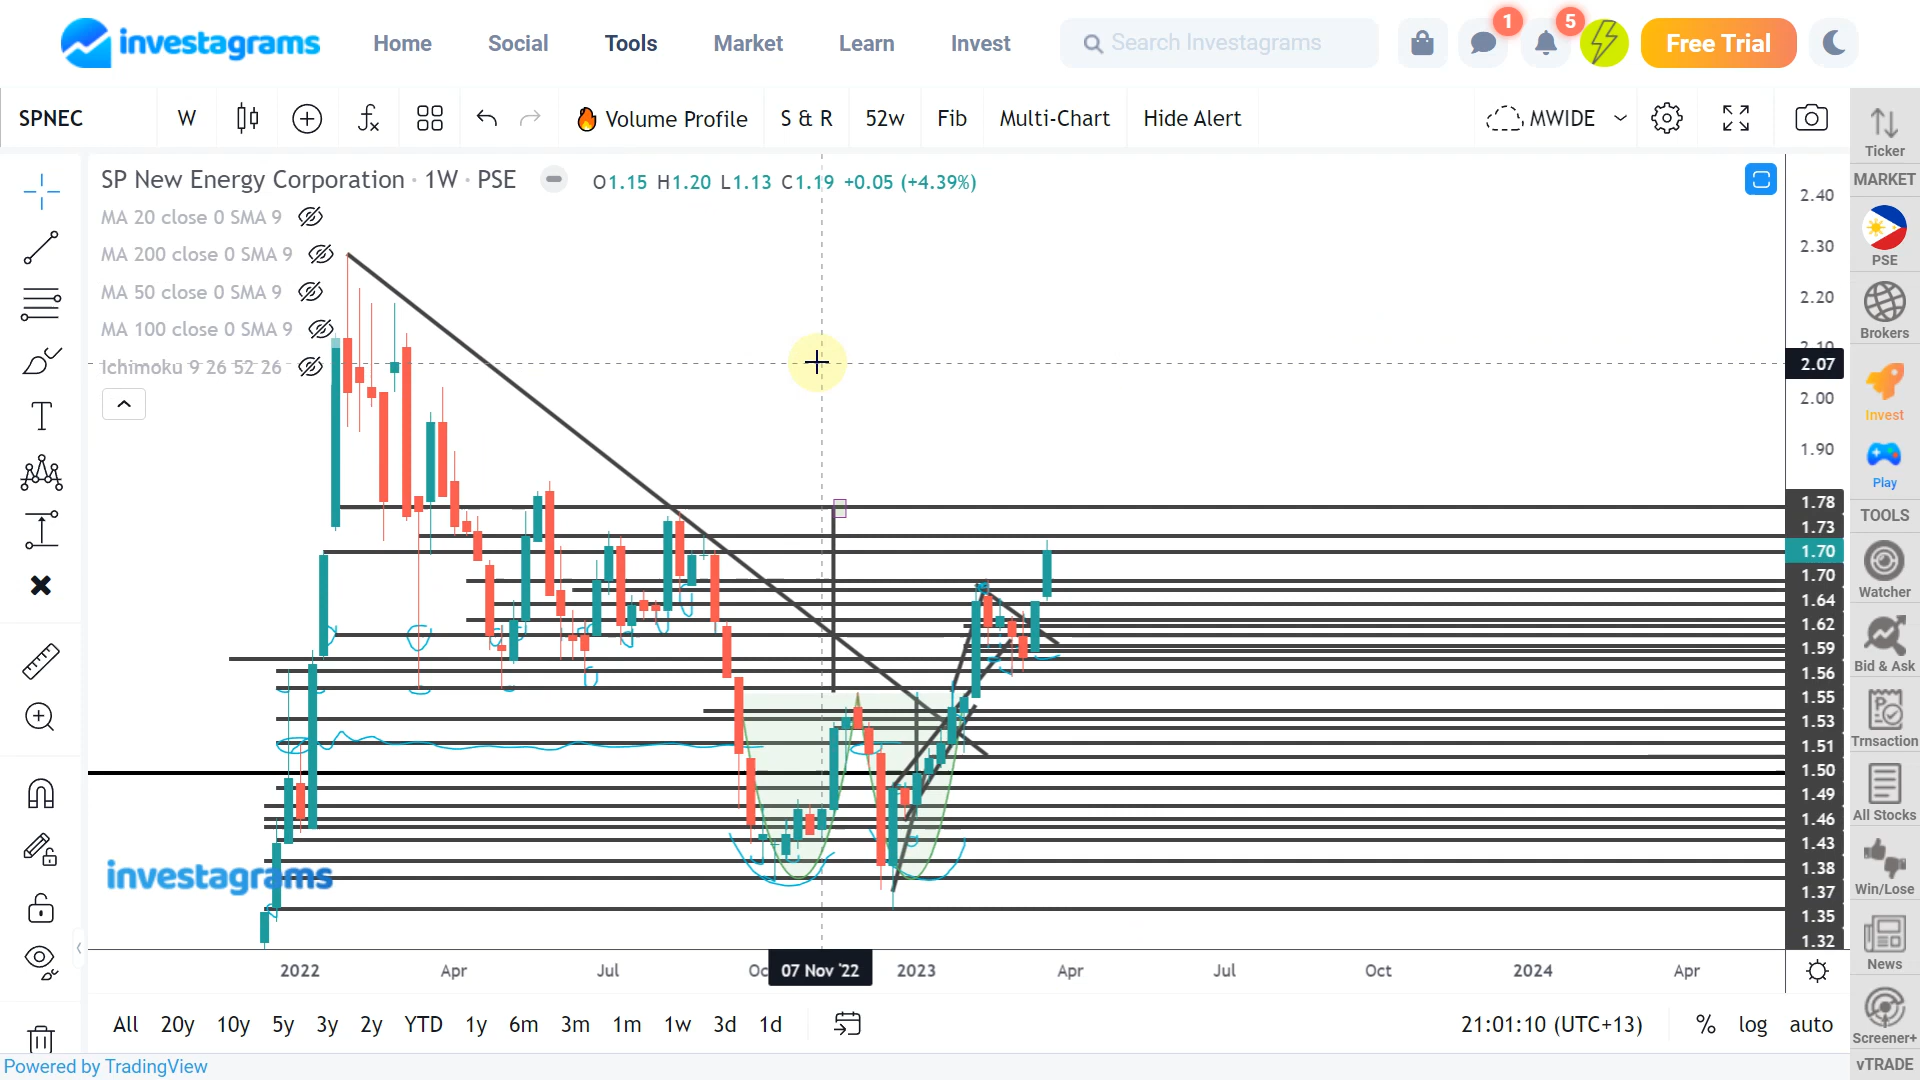 investagrams
Home
Social
Tools
Market
Learn
Invest
Search Investagrams
1
5
Free Trial
SPNEC
W
Volume Profile
S & R
52w
Fib
Multi-Chart
Hide Alert
MWIDE
SP New Energy Corporation · 1W · PSE
O1.15 H1.20 L1.13 C1.19 +0.05 (+4.39%)
MA 20 close 0 SMA 9
MA 200 close 0 SMA 9
MA 50 close 0 SMA 9
MA 100 close 0 SMA 9
Ichimoku 9 26 52 26
2.40
2.30
2.20
2.10
2.07
2.00
1.90
1.78
1.73
1.70
1.70
1.64
1.62
1.59
1.56
1.55
1.53
1.51
1.50
1.49
1.46
1.43
1.38
1.37
1.35
1.32
investagrams
2022
Apr
Jul
Oc
07 Nov '22
2023
Apr
Jul
Oct
2024
Apr
All
20y
10y
5y
3y
2y
YTD
1y
6m
3m
1m
1w
3d
1d
21:01:10 (UTC+13)
%
log
auto
Powered by TradingView
Ticker
MARKET
PSE
Brokers
Invest
Play
TOOLS
Watcher
Bid & Ask
Trnsaction
All Stocks
Win/Lose
News
Screener+
vTRADE